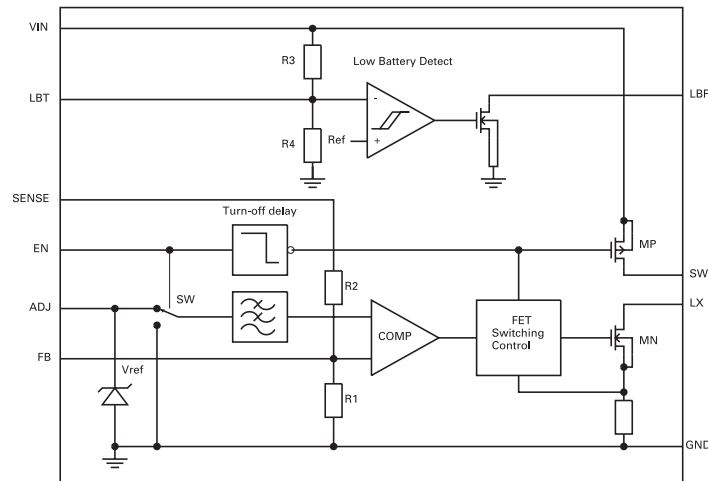 VIN
R3
Low Battery Detect
LBT
-
LBF
R4
Ref
+
SENSE
Turn-off delay
EN
MP
SW
R2
ADJ
SW
LX
COMP
FET
Switching
Control
MN
FB
Vref
R1
GND